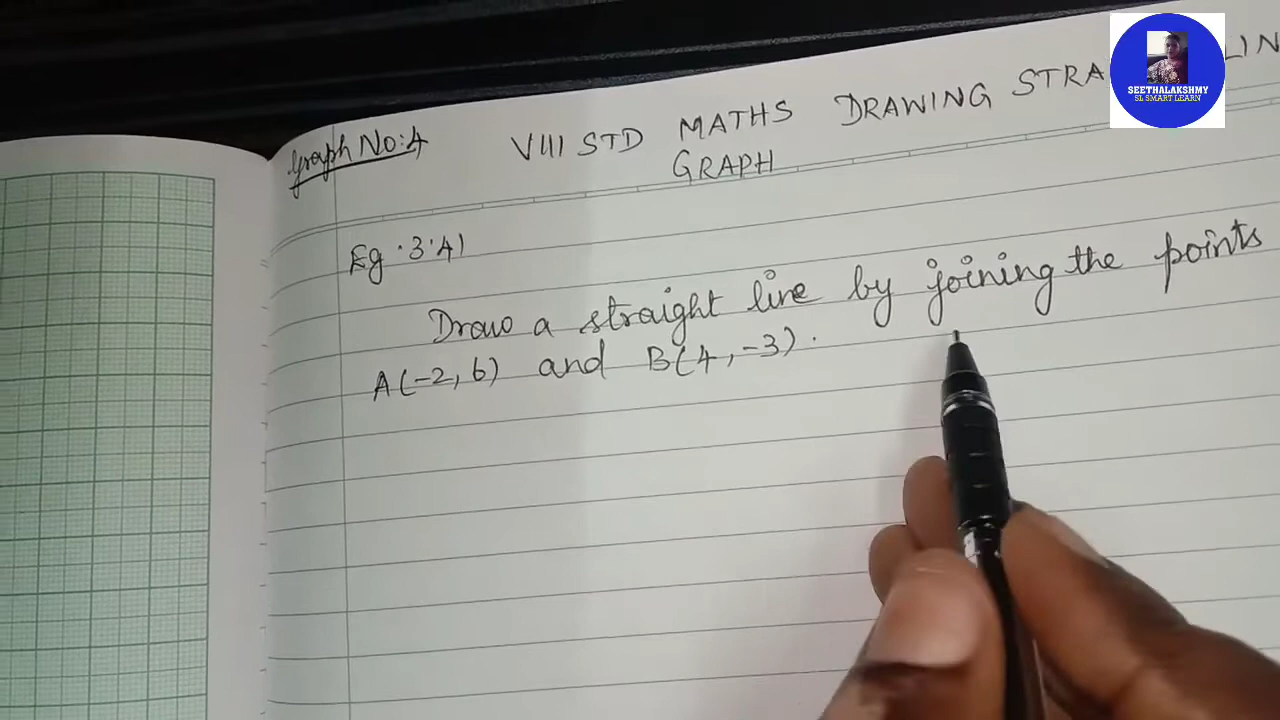 Graph No:4
VIII STD MATHS DRAWING STRA LIN
GRAPH
SEETHALAKSHMY
SL SMART LEARN
Eg.3.41
Draw a straight line by joining the points
A(-2, 6) and B(4, -3).